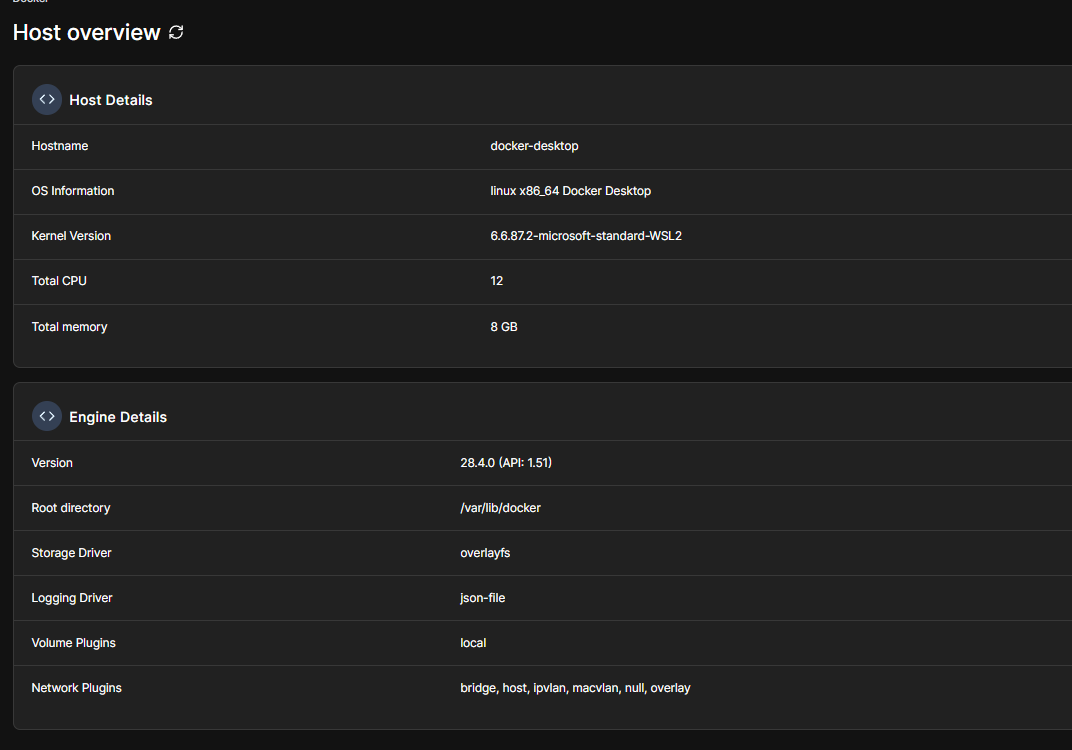 Docker
Host overview
Host Details
Hostname docker-desktop
OS Information linux x86_64 Docker Desktop
Kernel Version 6.6.87.2-microsoft-standard-WSL2
Total CPU 12
Total memory 8 GB
Engine Details
Version 28.4.0 (API: 1.51)
Root directory /var/lib/docker
Storage Driver overlayfs
Logging Driver json-file
Volume Plugins local
Network Plugins bridge, host, ipvlan, macvlan, null, overlay